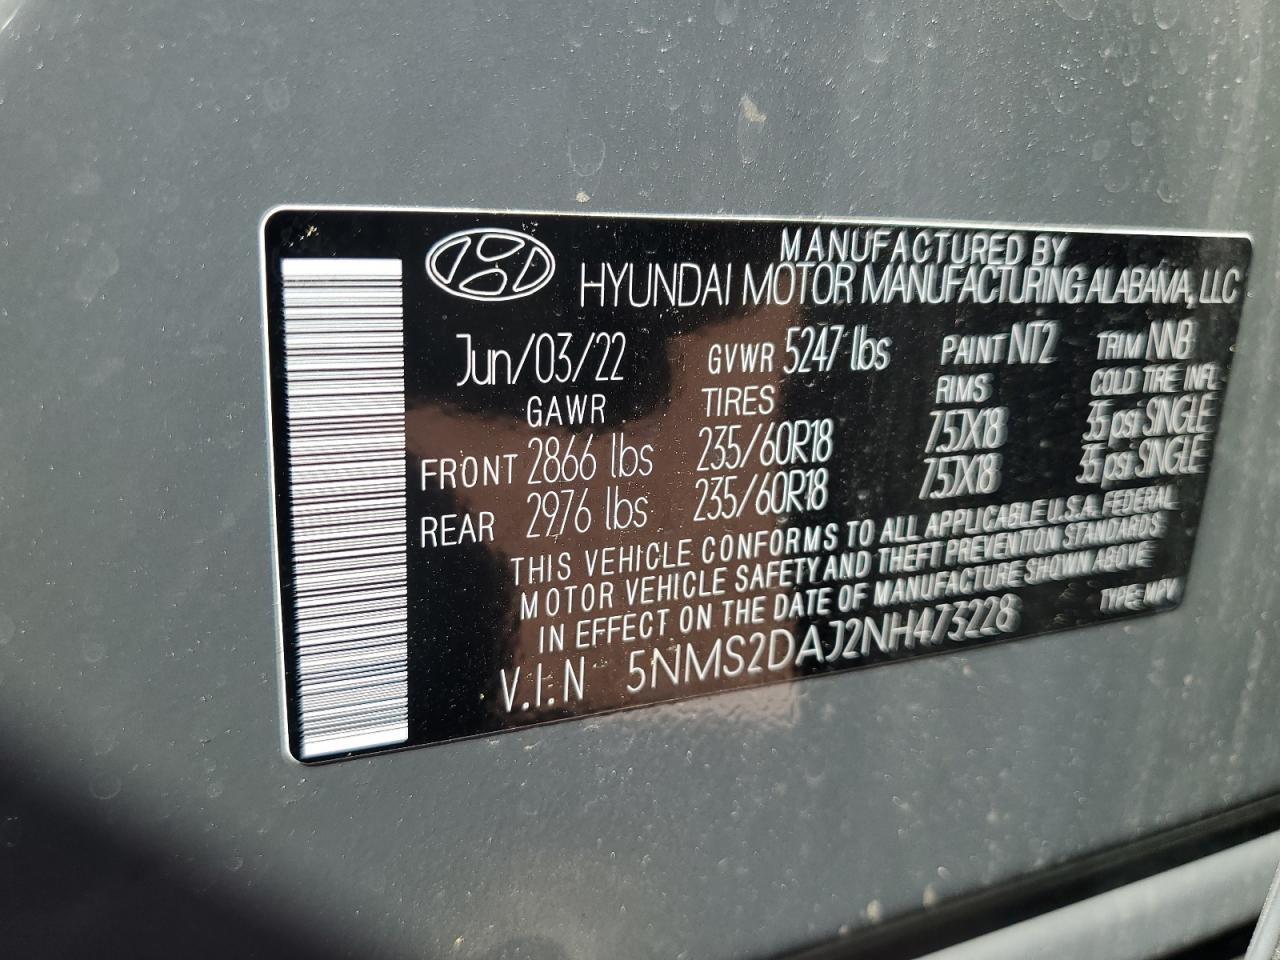 MANUFACTURED BY
HYUNDAI MOTOR MANUFACTURING ALABAMA, LLC
Jun/03/22 GVWR 5247 lbs PAINT NT2 TRIM NNB
GAWR TIRES RIMS COLD TIRE INFL
FRONT 2866 lbs 235/60R18 7.5JX18 35 psi SINGLE
REAR 2976 lbs 235/60R18 7.5JX18 35 psi SINGLE
THIS VEHICLE CONFORMS TO ALL APPLICABLE U.S.A. FEDERAL
MOTOR VEHICLE SAFETY AND THEFT PREVENTION STANDARDS
IN EFFECT ON THE DATE OF MANUFACTURE SHOWN ABOVE
V.I.N 5NMS2DAJ2NH473228 TYPE: MPV